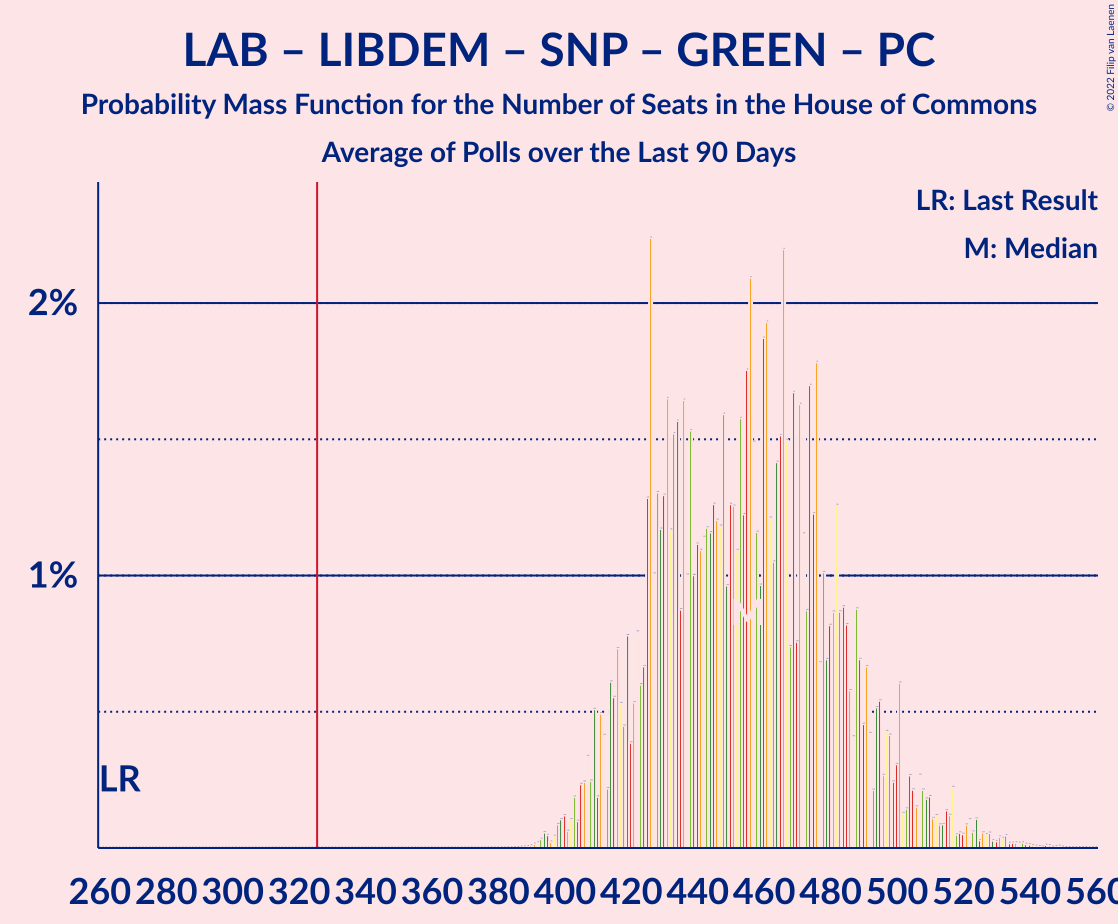 LAB – LIBDEM – SNP – GREEN – PC
Probability Mass Function for the Number of Seats in the House of Commons
Average of Polls over the Last 90 Days
© 2022 Filip van Laenen
LR: Last Result
M: Median
2%
1%
LR
M
260 280 300 320 340 360 380 400 420 440 460 480 500 520 540 560